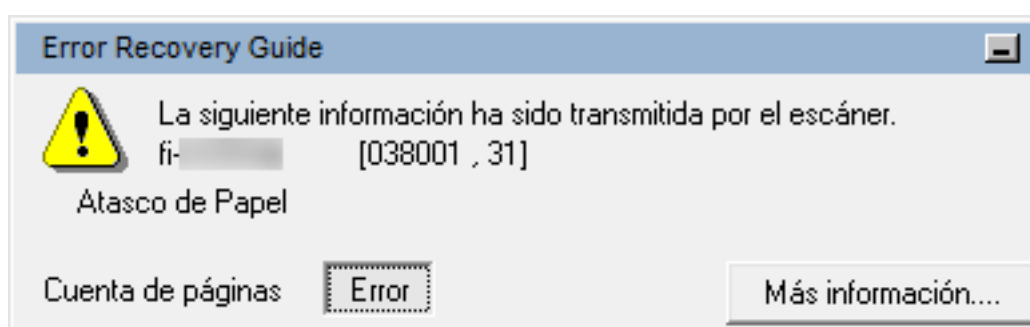 Error Recovery Guide
La siguiente información ha sido transmitida por el escáner.
fi- [038001 , 31]
Atasco de Papel
Cuenta de páginas Error Más información....